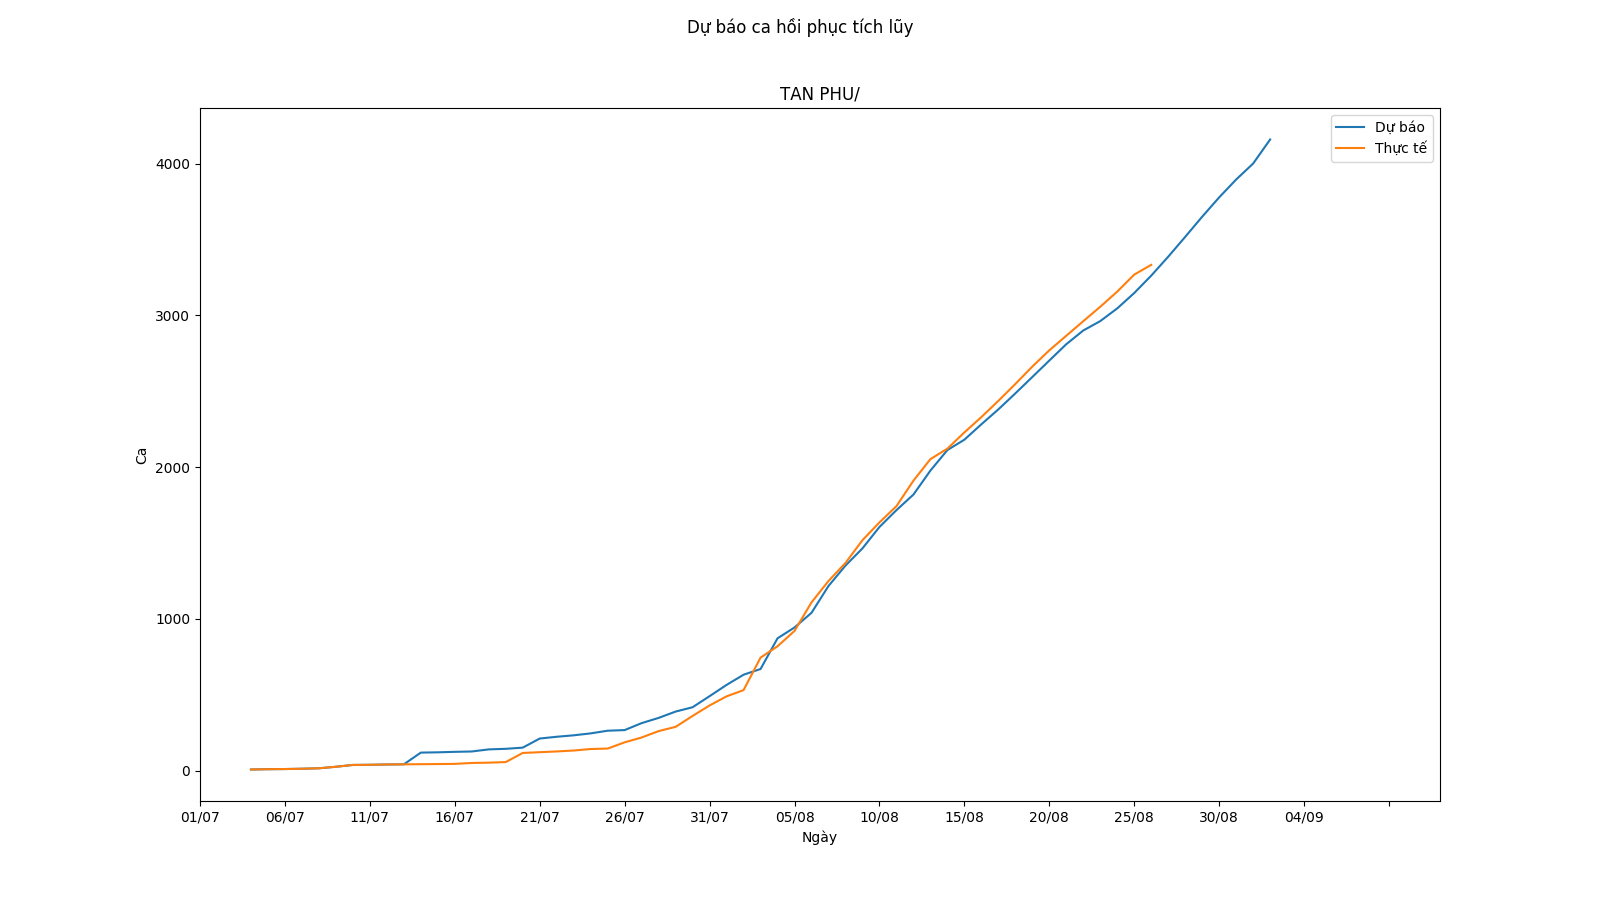 Dự báo ca hồi phục tích lũy
TAN PHU/
Dự báo
Thực tế
4000
3000
2000
1000
0
Ca
01/07 06/07 11/07 16/07 21/07 26/07 31/07 05/08 10/08 15/08 20/08 25/08 30/08 04/09
Ngày